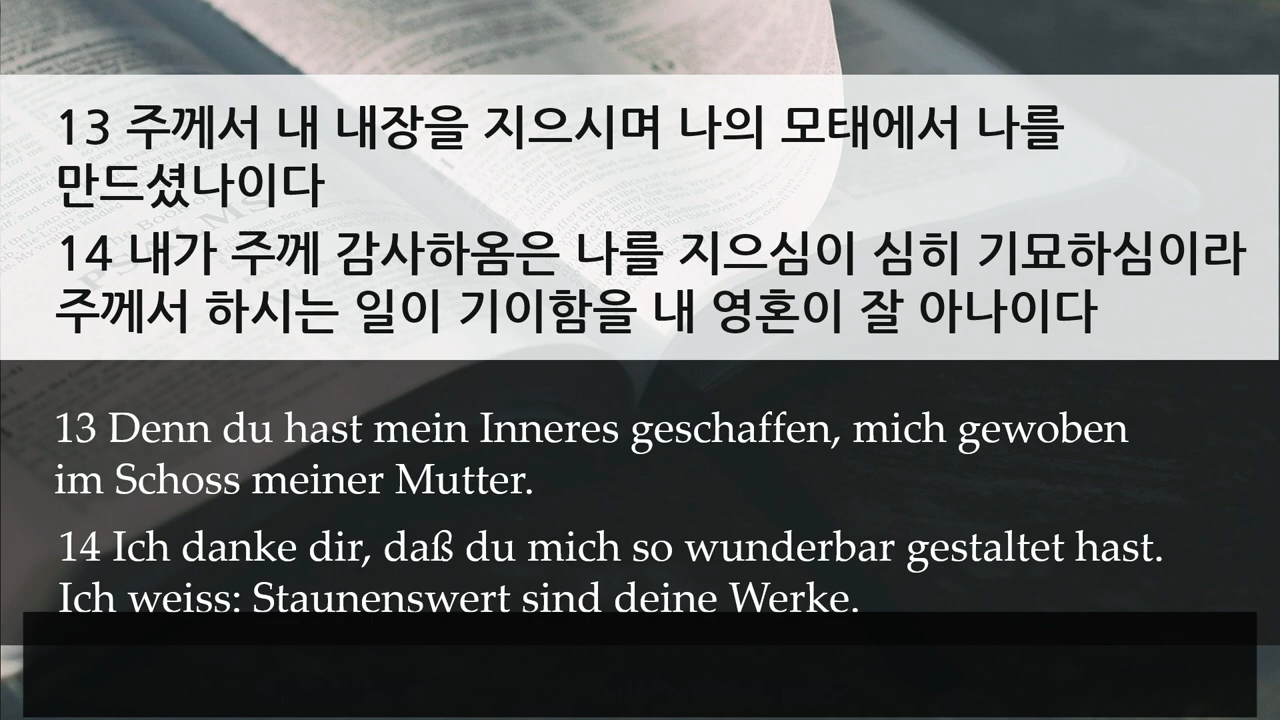 13 주께서 내 내장을 지으시며 나의 모태에서 나를
만드셨나이다
14 내가 주께 감사하옴은 나를 지으심이 심히 기묘하심이라
주께서 하시는 일이 기이함을 내 영혼이 잘 아나이다
13 Denn du hast mein Inneres geschaffen, mich gewoben
im Schoss meiner Mutter.
14 Ich danke dir, daß du mich so wunderbar gestaltet hast.
Ich weiss: Staunenswert sind deine Werke.